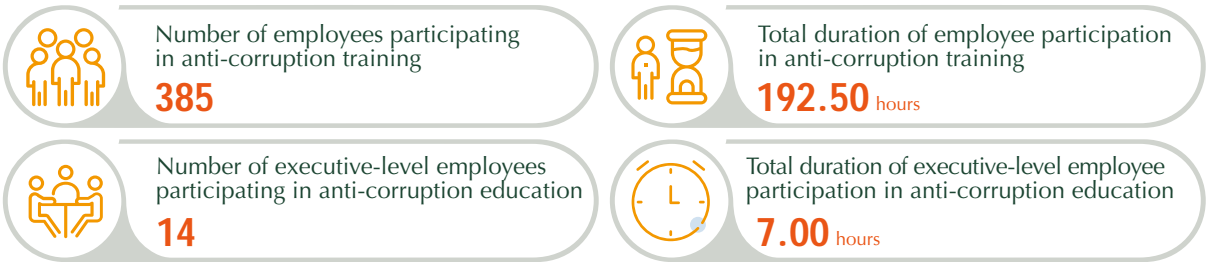 Number of employees participating
in anti-corruption training
385
Total duration of employee participation
in anti-corruption training
192.50 hours
Number of executive-level employees
participating in anti-corruption education
14
Total duration of executive-level employee
participation in anti-corruption education
7.00 hours